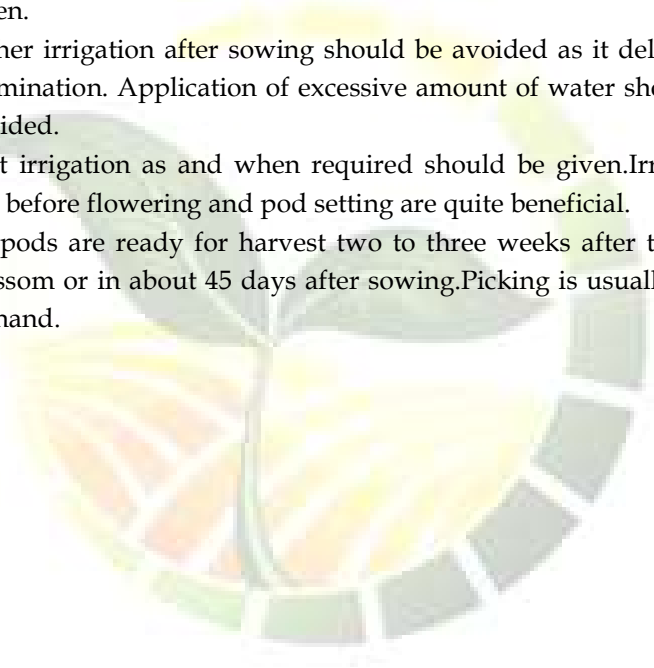 en.
ner irrigation after sowing should be avoided as it del
mination. Application of excessive amount of water sho
ided.
t irrigation as and when required should be given.Irr
before flowering and pod setting are quite beneficial.
pods are ready for harvest two to three weeks after t
ssom or in about 45 days after sowing.Picking is usuall
hand.